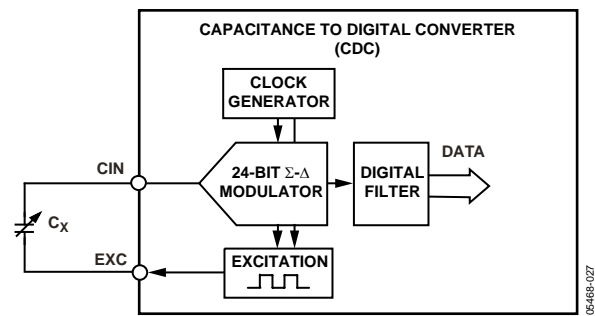 CAPACITANCE TO DIGITAL CONVERTER
(CDC)
CLOCK
GENERATOR
CIN
24-BIT Σ-Δ
MODULATOR
DIGITAL
FILTER
DATA
CX
EXC
EXCITATION
05468-027